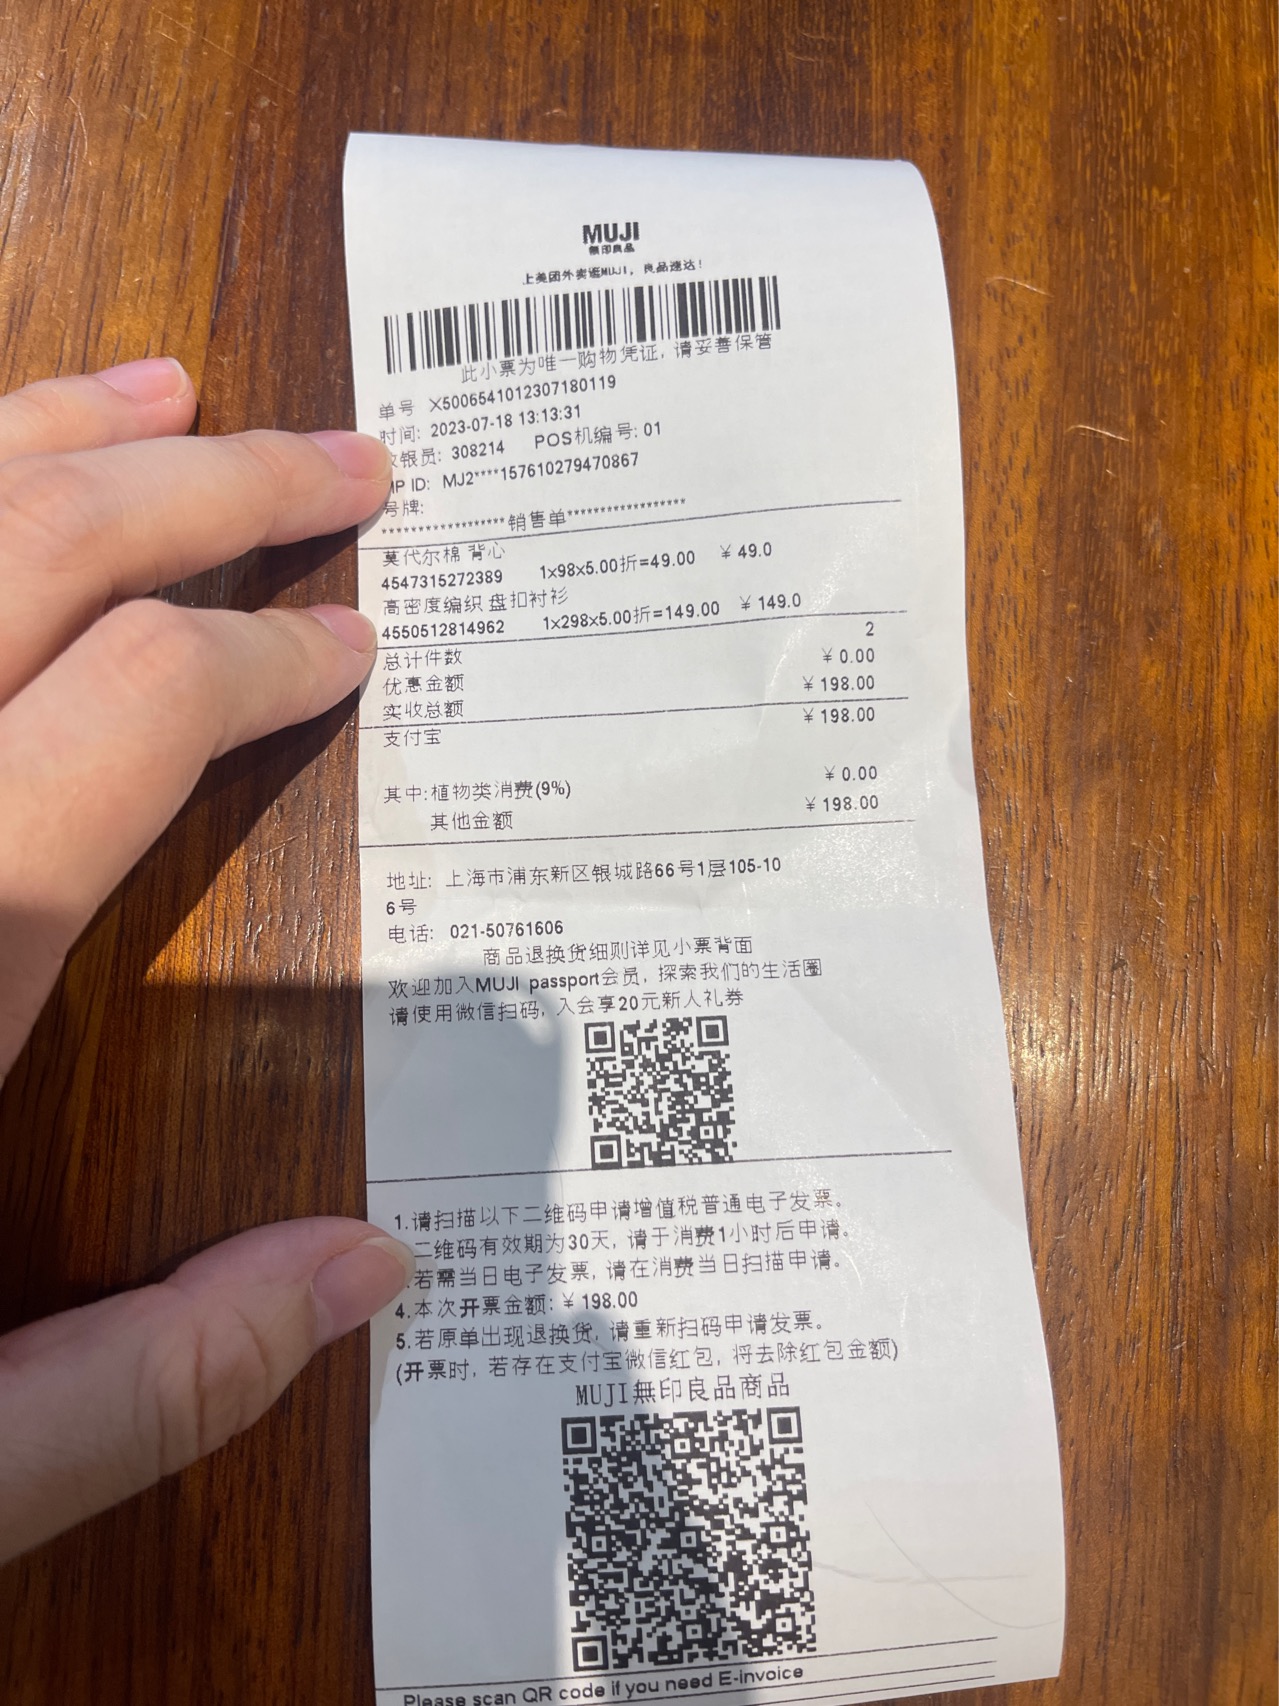 MUJI
無印良品
上美团外卖逛MUJI，良品速达！
此小票为唯一购物凭证, 请妥善保管
单号 X5006541012307180119
时间: 2023-07-18 13:13:31
银员: 308214 POS机编号: 01
MP ID: MJ2****157610279470867
号牌:
******************销售单*****************
莫代尔棉 背心
4547315272389 1x98x5.00折=49.00 ¥ 49.0
高密度编织 盘扣衬衫
4550512814962 1x298x5.00折=149.00 ¥ 149.0
总计件数 2
优惠金额 ¥ 0.00
实收总额 ¥ 198.00
支付宝 ¥ 198.00
其中:植物类消费(9%) ¥ 0.00
其他金额 ¥ 198.00
地址: 上海市浦东新区银城路66号1层105-10
6号
电话: 021-50761606
商品退换货细则详见小票背面
欢迎加入MUJI passport会员, 探索我们的生活圈
请使用微信扫码, 入会享20元新人礼券
1.请扫描以下二维码申请增值税普通电子发票。
二维码有效期为30天, 请于消费1小时后申请。
若需当日电子发票, 请在消费当日扫描申请。
4.本次开票金额: ¥ 198.00
5.若原单出现退换货, 请重新扫码申请发票。
(开票时, 若存在支付宝微信红包, 将去除红包金额)
MUJI無印良品商品
Please scan QR code if you need E-invoice